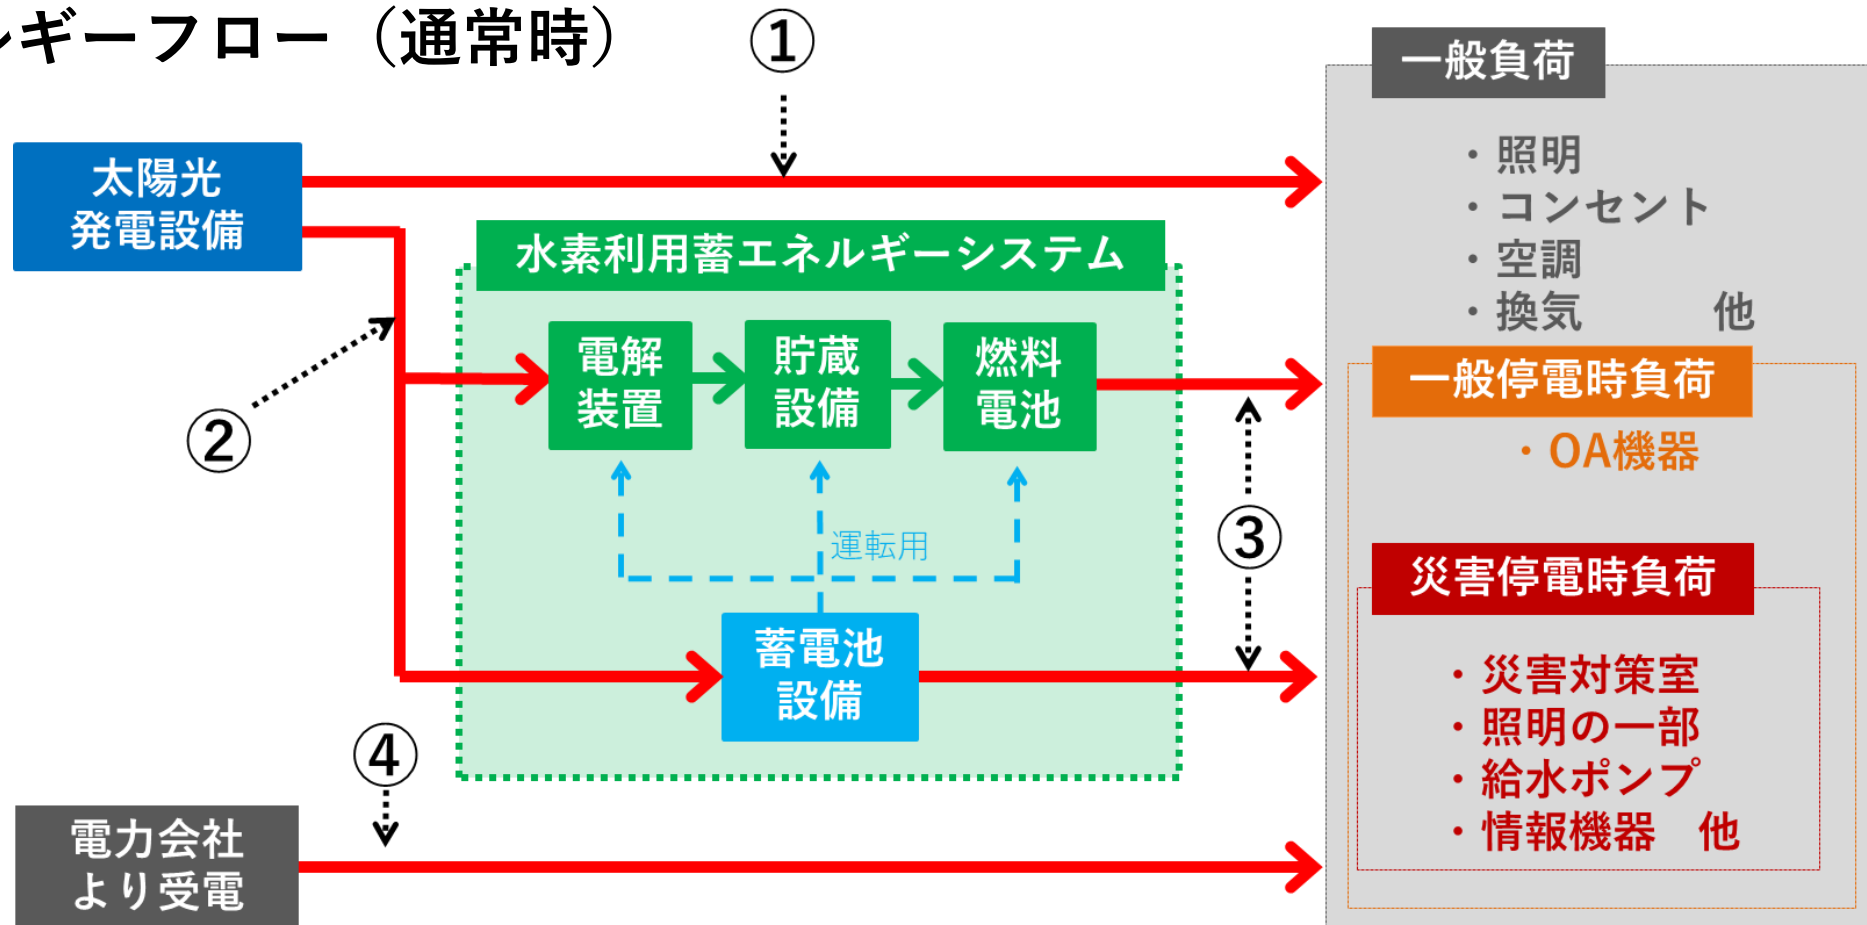 ルギーフロー（通常時）
①
一般負荷
・照明
・コンセント
・空調
・換気　　　他
太陽光
発電設備
水素利用蓄エネルギーシステム
電解
装置
貯蔵
設備
燃料
電池
②
一般停電時負荷
・OA機器
運転用
③
災害停電時負荷
蓄電池
設備
・災害対策室
・照明の一部
・給水ポンプ
・情報機器　他
④
電力会社
より受電